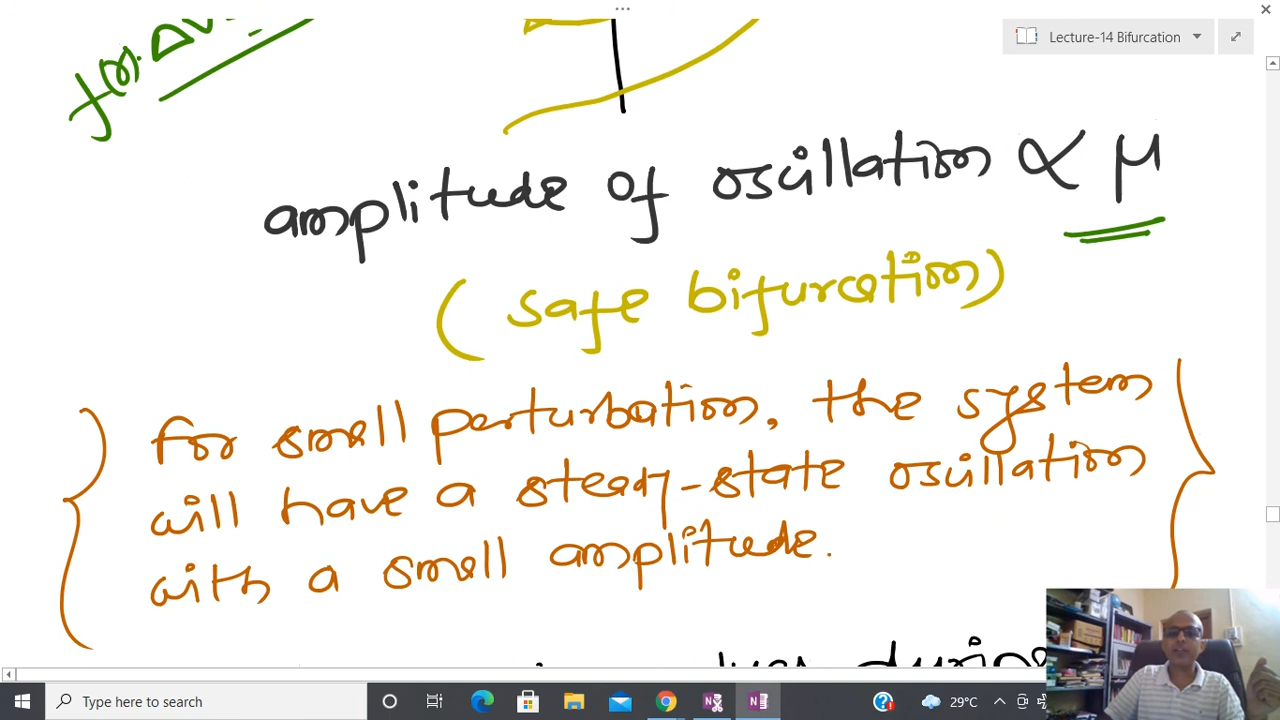 Lecture-14 Bifurcation
amplitude of oscillation ∝ μ
(safe bifurcation)
for small perturbation, the system
will have a steady-state oscillation
with a small amplitude.
Type here to search
29°C